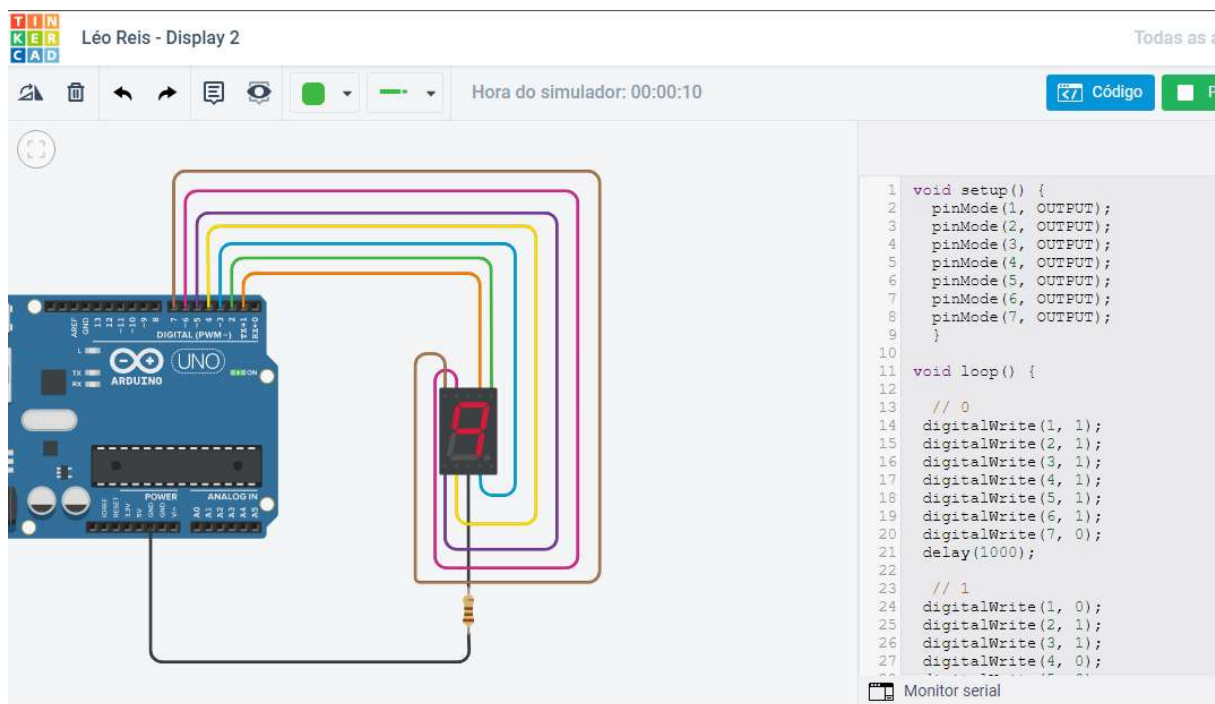 TIN
KER
CAD
Léo Reis - Display 2
Todas as
Hora do simulador: 00:00:10
Código
AREF
GND
13
12
~11
~10
~9
8
7
~6
~5
4
~3
2
TX→1
RX←0
DIGITAL (PWM~)
L
TX
RX
ARDUINO
UNO
ON
9
POWER
ANALOG IN
IOREF
RESET
3.3V
5V
GND
GND
Vin
A0
A1
A2
A3
A4
A5
1 void setup() {
2 pinMode(1, OUTPUT);
3 pinMode(2, OUTPUT);
4 pinMode(3, OUTPUT);
5 pinMode(4, OUTPUT);
6 pinMode(5, OUTPUT);
7 pinMode(6, OUTPUT);
8 pinMode(7, OUTPUT);
9 }
10
11 void loop() {
12
13 // 0
14 digitalWrite(1, 1);
15 digitalWrite(2, 1);
16 digitalWrite(3, 1);
17 digitalWrite(4, 1);
18 digitalWrite(5, 1);
19 digitalWrite(6, 1);
20 digitalWrite(7, 0);
21 delay(1000);
22
23 // 1
24 digitalWrite(1, 0);
25 digitalWrite(2, 1);
26 digitalWrite(3, 1);
27 digitalWrite(4, 0);
Monitor serial